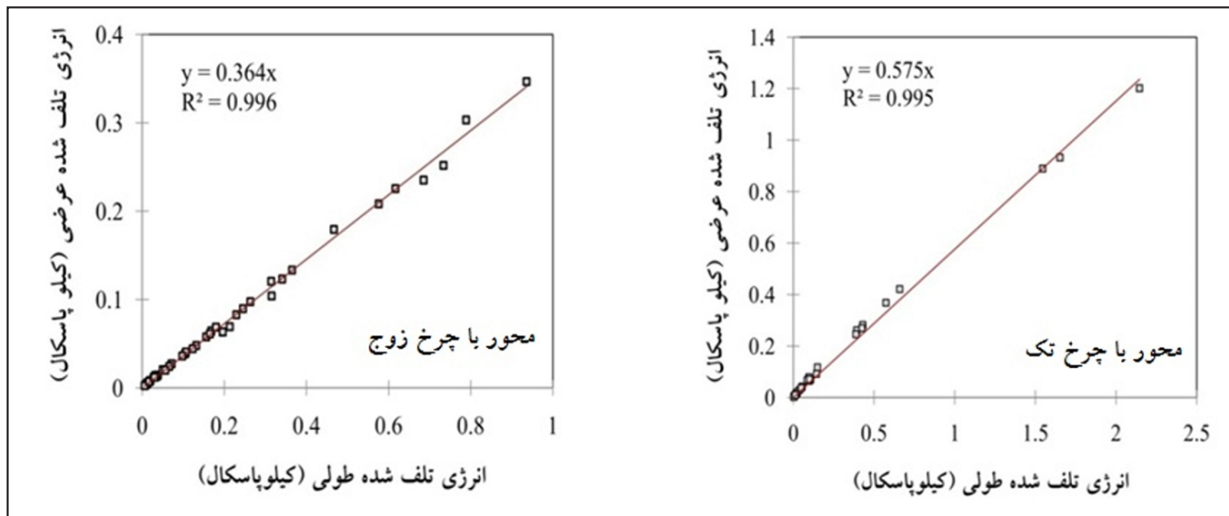 انرژی تلف شده عرضی (کیلو پاسکال)
0.4
0.3
0.2
0.1
0
y = 0.364x
R² = 0.996
محور با چرخ زوج
0 0.2 0.4 0.6 0.8 1
انرژی تلف شده طولی (کیلوپاسکال)
انرژی تلف شده عرضی (کیلو پاسکال)
1.4
1.2
1
0.8
0.6
0.4
0.2
0
y = 0.575x
R² = 0.995
محور با چرخ تک
0 0.5 1 1.5 2 2.5
انرژی تلف شده طولی (کیلوپاسکال)